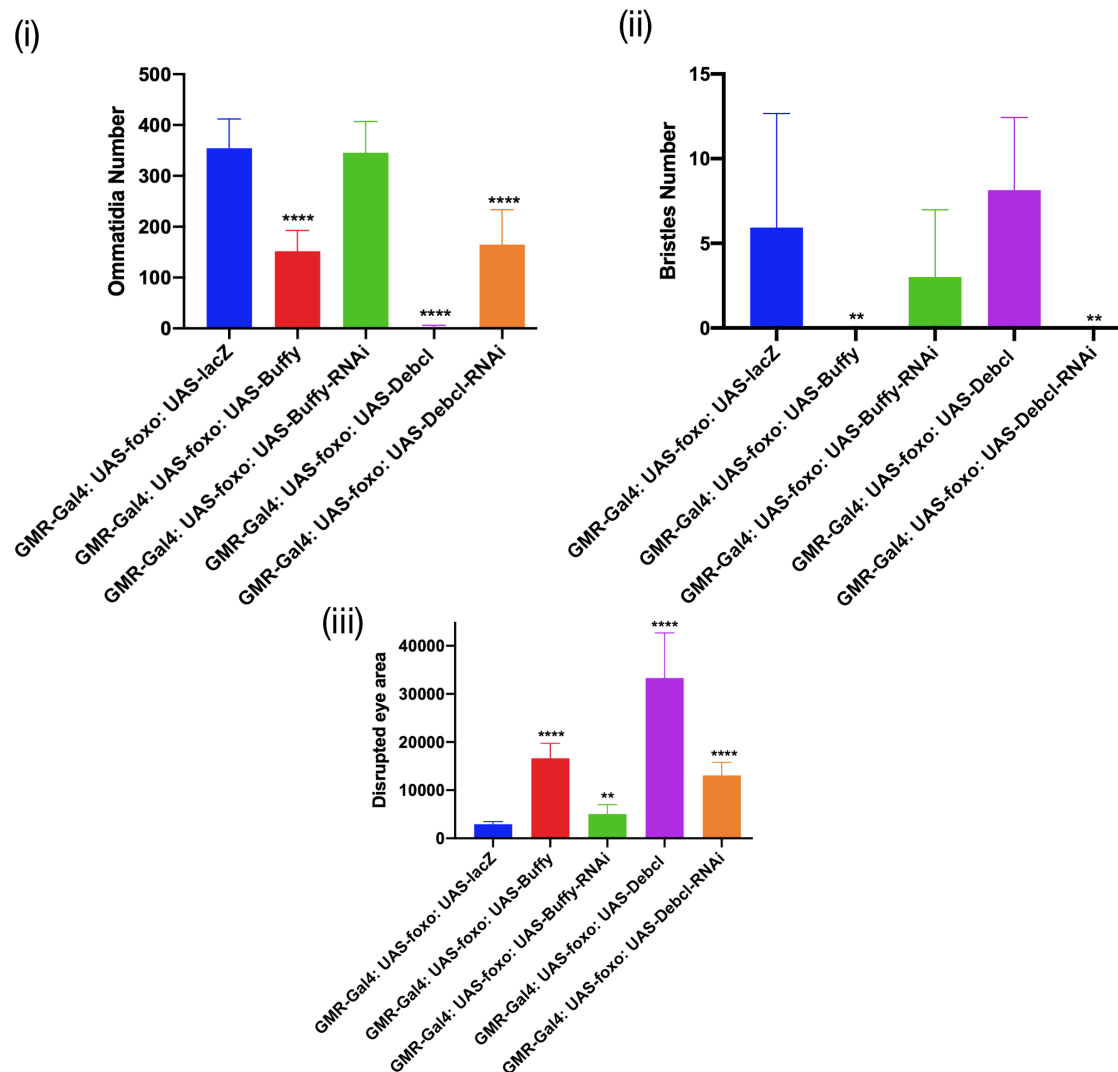 (i)
500
400
300
200
100
0
Ommatidia Number
****
****
****
GMR-Gal4: UAS-foxo: UAS-lacZ
GMR-Gal4: UAS-foxo: UAS-Buffy
GMR-Gal4: UAS-foxo: UAS-Buffy-RNAi
GMR-Gal4: UAS-foxo: UAS-Debcl
GMR-Gal4: UAS-foxo: UAS-Debcl-RNAi
(ii)
15
10
5
0
Bristles Number
**
**
GMR-Gal4: UAS-foxo: UAS-lacZ
GMR-Gal4: UAS-foxo: UAS-Buffy
GMR-Gal4: UAS-foxo: UAS-Buffy-RNAi
GMR-Gal4: UAS-foxo: UAS-Debcl
GMR-Gal4: UAS-foxo: UAS-Debcl-RNAi
(iii)
40000
30000
20000
10000
0
Disrupted eye area
****
**
****
****
GMR-Gal4: UAS-foxo: UAS-lacZ
GMR-Gal4: UAS-foxo: UAS-Buffy
GMR-Gal4: UAS-foxo: UAS-Buffy-RNAi
GMR-Gal4: UAS-foxo: UAS-Debcl
GMR-Gal4: UAS-foxo: UAS-Debcl-RNAi